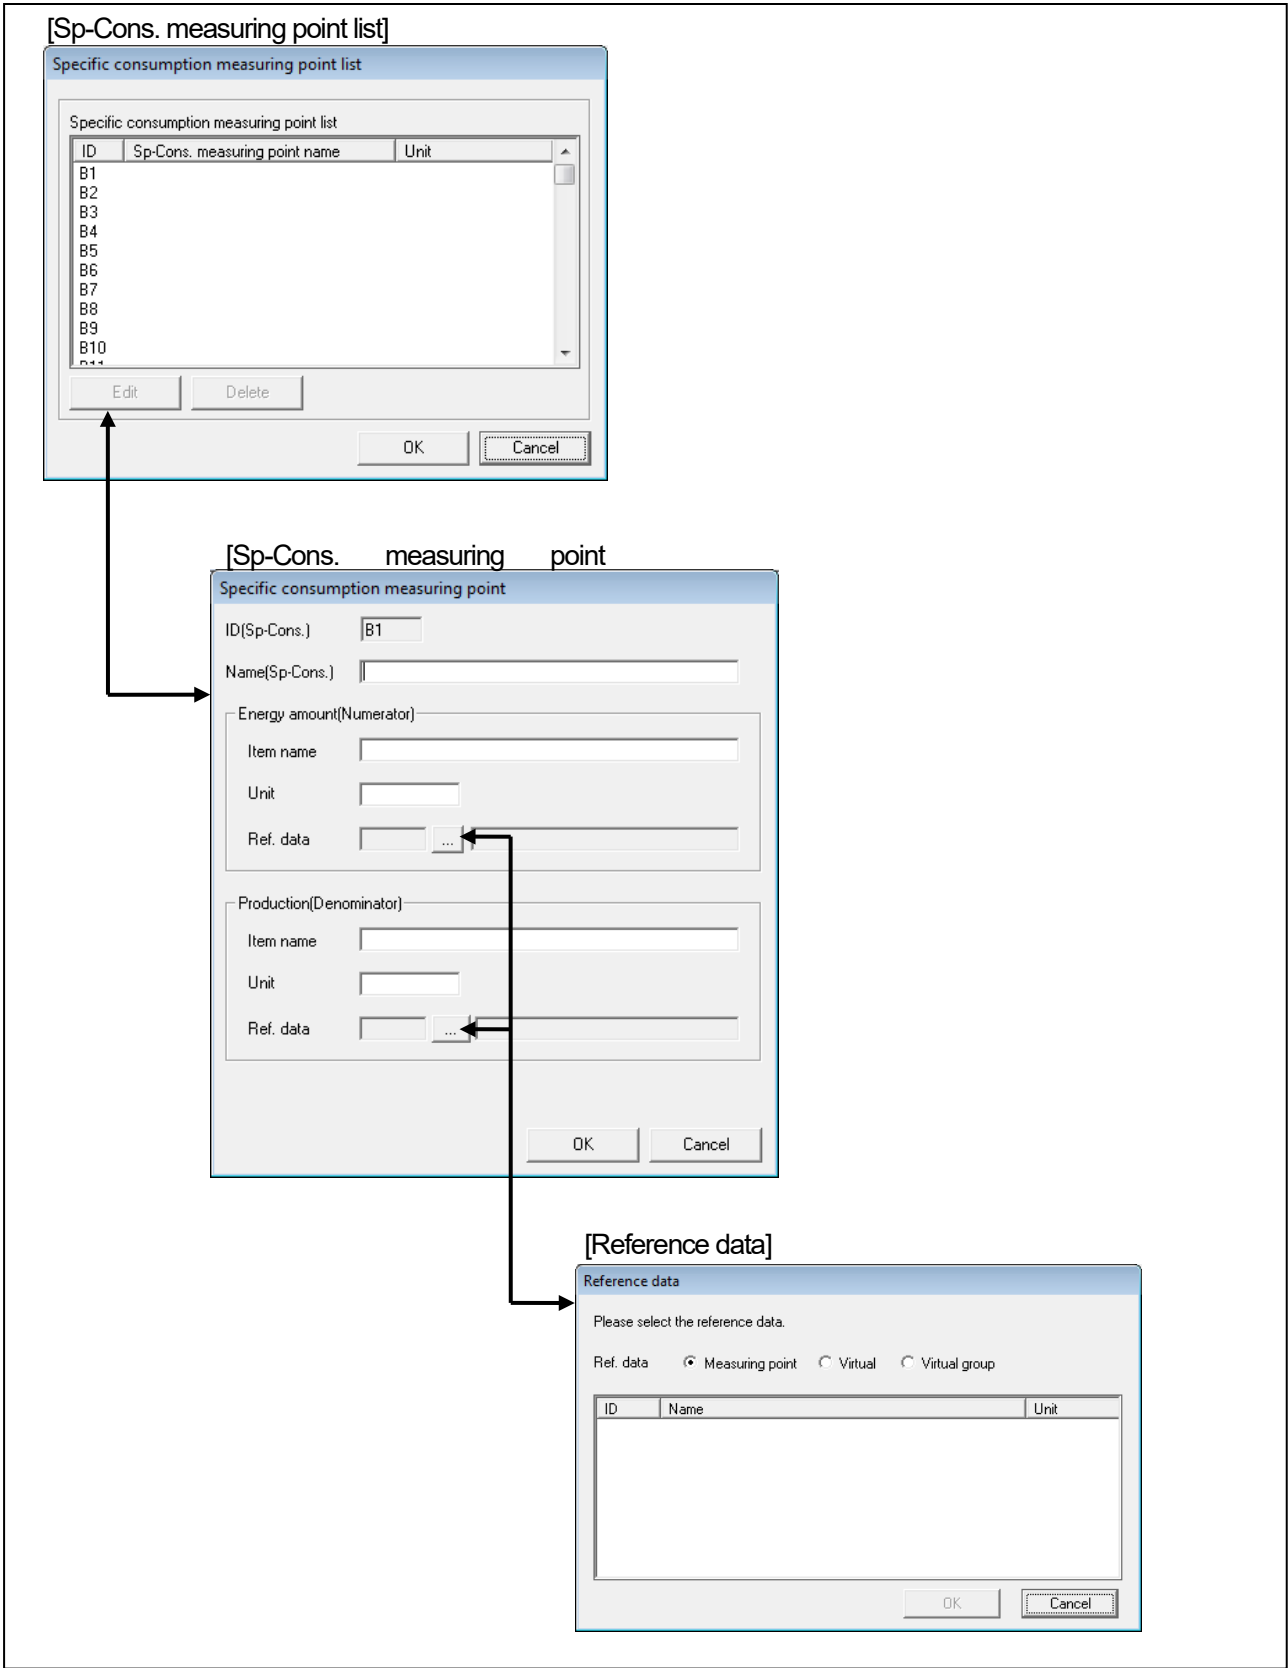 [Sp-Cons. measuring point list]
Specific consumption measuring point list
Specific consumption measuring point list
ID Sp-Cons. measuring point name Unit
B1
B2
B3
B4
B5
B6
B7
B8
B9
B10
B11
Edit Delete
OK Cancel
[Sp-Cons. measuring point
Specific consumption measuring point
ID(Sp-Cons.) B1
Name(Sp-Cons.)
Energy amount(Numerator)
Item name
Unit
Ref. data ...
Production(Denominator)
Item name
Unit
Ref. data ...
OK Cancel
[Reference data]
Reference data
Please select the reference data.
Ref. data Measuring point Virtual Virtual group
ID Name Unit
OK Cancel